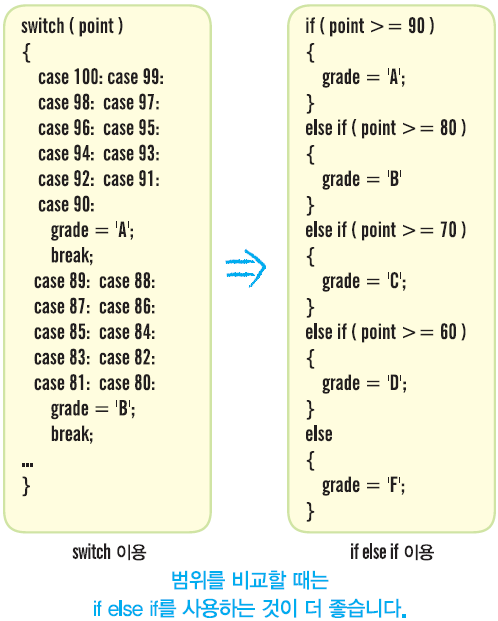 switch ( point )
{
case 100: case 99:
case 98: case 97:
case 96: case 95:
case 94: case 93:
case 92: case 91:
case 90:
grade = 'A';
break;
case 89: case 88:
case 87: case 86:
case 85: case 84:
case 83: case 82:
case 81: case 80:
grade = 'B';
break;
...
}
switch 이용
if ( point >= 90 )
{
grade = 'A';
}
else if ( point >= 80 )
{
grade = 'B'
}
else if ( point >= 70 )
{
grade = 'C';
}
else if ( point >= 60 )
{
grade = 'D';
}
else
{
grade = 'F';
}
if else if 이용
범위를 비교할 때는
if else if를 사용하는 것이 더 좋습니다.